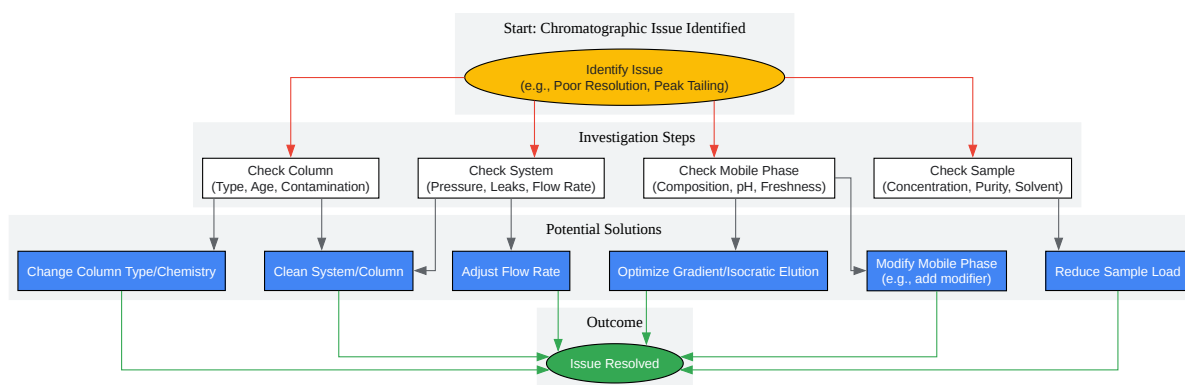 Start: Chromatographic Issue Identified
Identify Issue
(e.g., Poor Resolution, Peak Tailing)
Investigation Steps
Check Column
(Type, Age, Contamination)
Check System
(Pressure, Leaks, Flow Rate)
Check Mobile Phase
(Composition, pH, Freshness)
Check Sample
(Concentration, Purity, Solvent)
Potential Solutions
Change Column Type/Chemistry
Clean System/Column
Adjust Flow Rate
Optimize Gradient/Isocratic Elution
Modify Mobile Phase
(e.g., add modifier)
Reduce Sample Load
Outcome
Issue Resolved